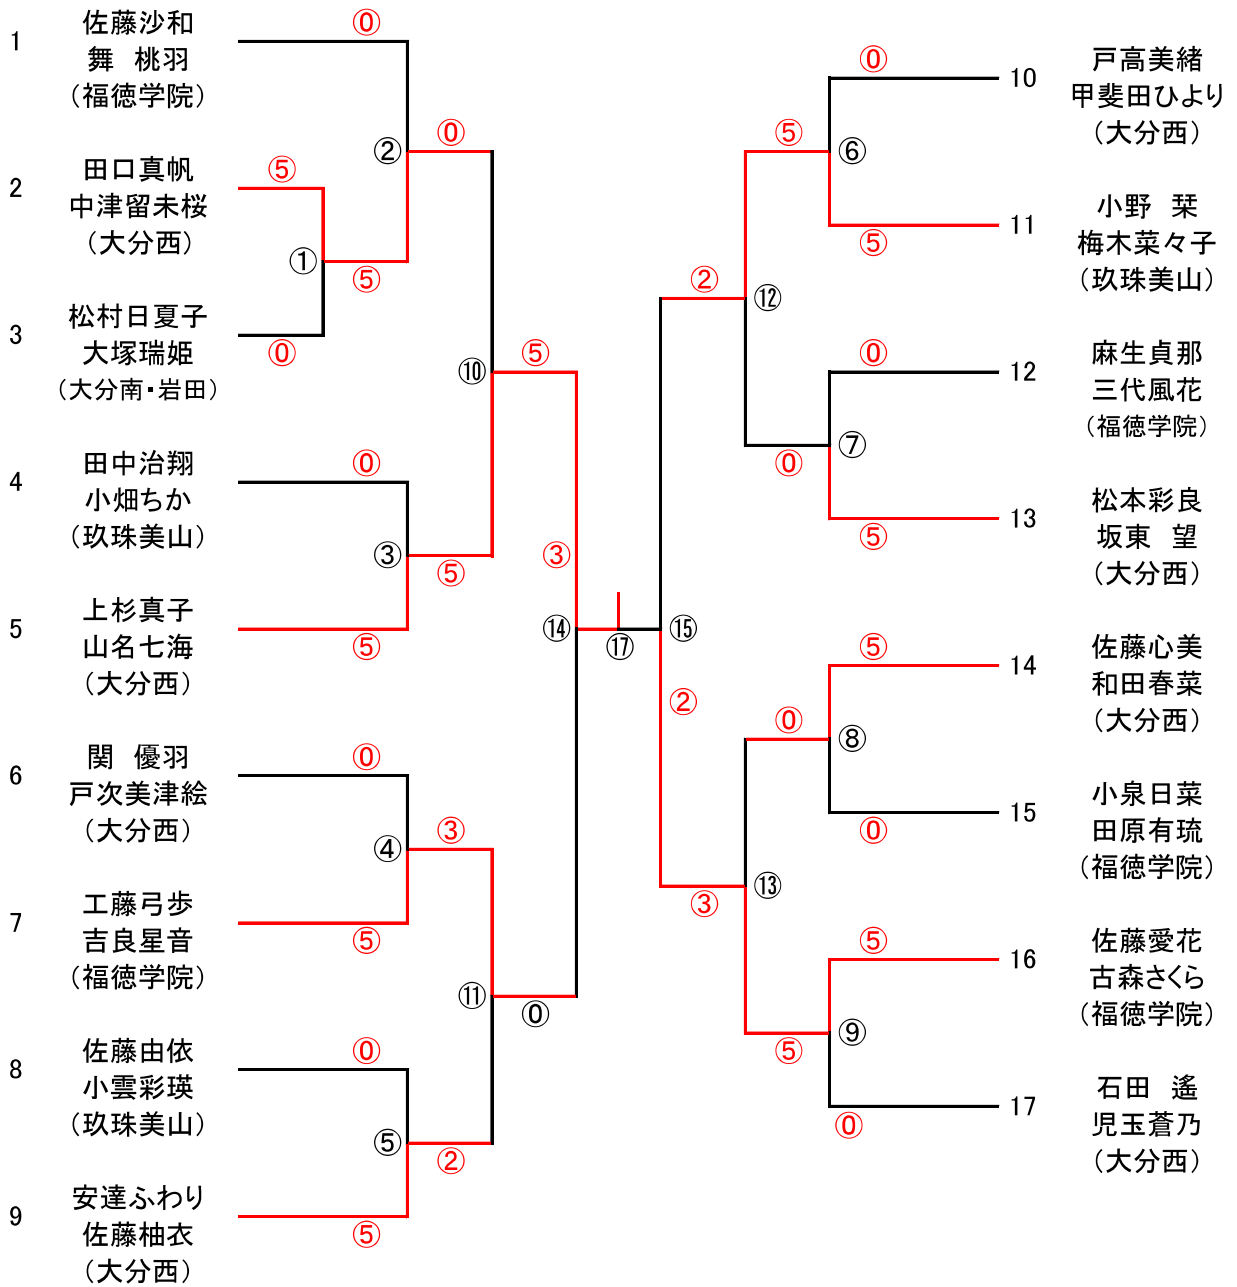 1
佐藤沙和
舞　桃羽
（福徳学院）
2
田口真帆
中津留未桜
（大分西）
3
松村日夏子
大塚瑞姫
（大分南・岩田）
4
田中治翔
小畑ちか
（玖珠美山）
5
上杉真子
山名七海
（大分西）
6
関　優羽
戸次美津絵
（大分西）
7
工藤弓歩
吉良星音
（福徳学院）
8
佐藤由依
小雲彩瑛
（玖珠美山）
9
安達ふわり
佐藤柚衣
（大分西）
⓪
⑤
⓪
⓪
⑤
⓪
⑤
⓪
⑤
①
⑤
②
③
④
⑤
⓪
⑤
③
②
⑩
⑪
⑤
⓪
③
⑭
⑰
⑮
②
②
③
⑫
⑬
⑤
⓪
⓪
⑤
⑥
⑦
⑧
⑨
⓪
⑤
⓪
⑤
⑤
⓪
⑤
⓪
10
戸高美緒
甲斐田ひより
（大分西）
11
小野　栞
梅木菜々子
（玖珠美山）
12
麻生貞那
三代風花
（福徳学院）
13
松本彩良
坂東　望
（大分西）
14
佐藤心美
和田春菜
（大分西）
15
小泉日菜
田原有琉
（福徳学院）
16
佐藤愛花
古森さくら
（福徳学院）
17
石田　遙
児玉蒼乃
（大分西）